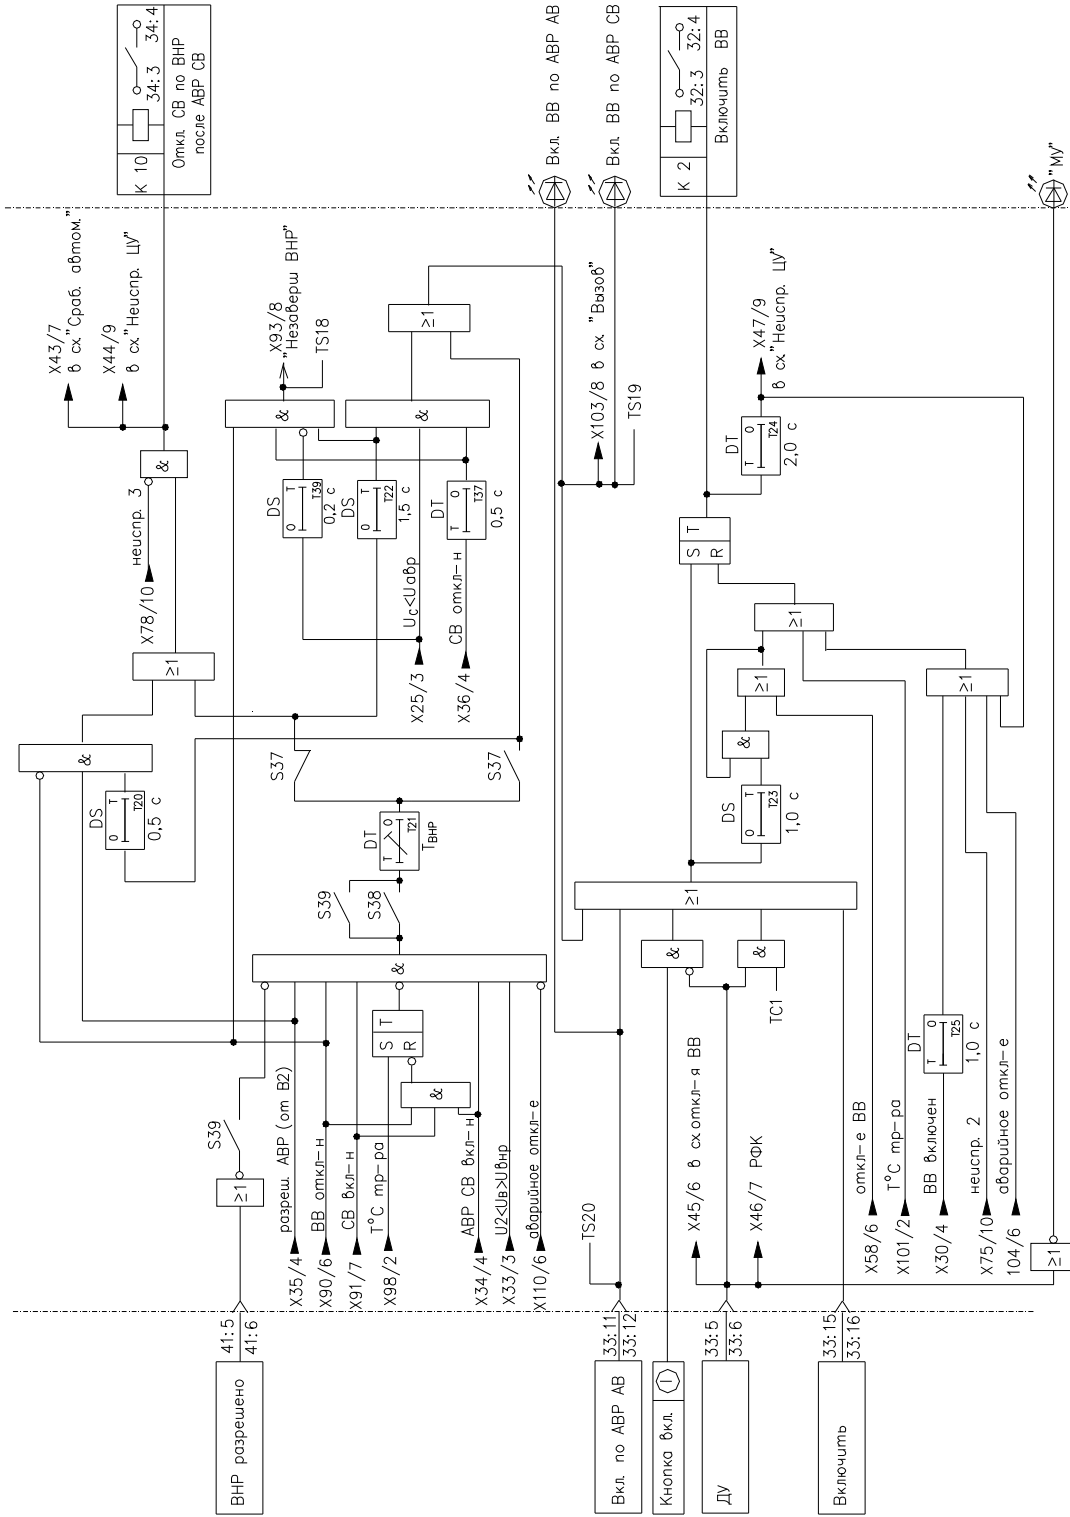 ВНР разрешено
41:5
41:6
≥1
S39
разреш. АВР (от В2)
X35/4
ВВ откл-н
X90/6
СВ вкл-н
X91/7
T°C тр-ра
X98/2
АВР СВ вкл-н
X34/4
U2<Uв>Uвнр
X33/3
аварийное откл-е
X110/6
&
S T
R
&
S39
S38
DT
T O
T21
Tвнр
S37
S37
DS
O T
T20
0,5 с
&
≥1
X78/10
неиспр. 3
&
X43/7
в сх."Сраб. автом."
X44/9
в сх."Неиспр. ЦУ"
К 10
34:3
34:4
Откл. СВ по ВНР
после АВР СВ
X25/3
Uс<Uавр
X36/4
СВ откл-н
DS
O T
T39
0,2 с
DS
O T
T22
1,5 с
DT
T O
T37
0,5 с
&
&
X93/8
"Незаверш ВНР"
TS18
≥1
Вкл. ВВ по АВР АВ
Вкл. ВВ по АВР СВ
X103/8 в сх. "Вызов"
TS19
Вкл. по АВР АВ
33:11
33:12
TS20
Кнопка вкл. I
ДУ
33:5
33:6
X45/6 в сх откл-я ВВ
X46/7 РФК
&
&
TC1
Включить
33:15
33:16
≥1
DS
O T
T23
1,0 с
&
≥1
≥1
S T
R
DT
T O
T24
2,0 с
X47/9
в сх."Неиспр. ЦУ"
К 2
32:3
32:4
Включить ВВ
откл-е ВВ
X58/6
T°C тр-ра
X101/2
ВВ включен
X30/4
DT
T O
T25
1,0 с
неиспр. 2
X75/10
аварийное откл-е
104/6
≥1
≥1
"МУ"